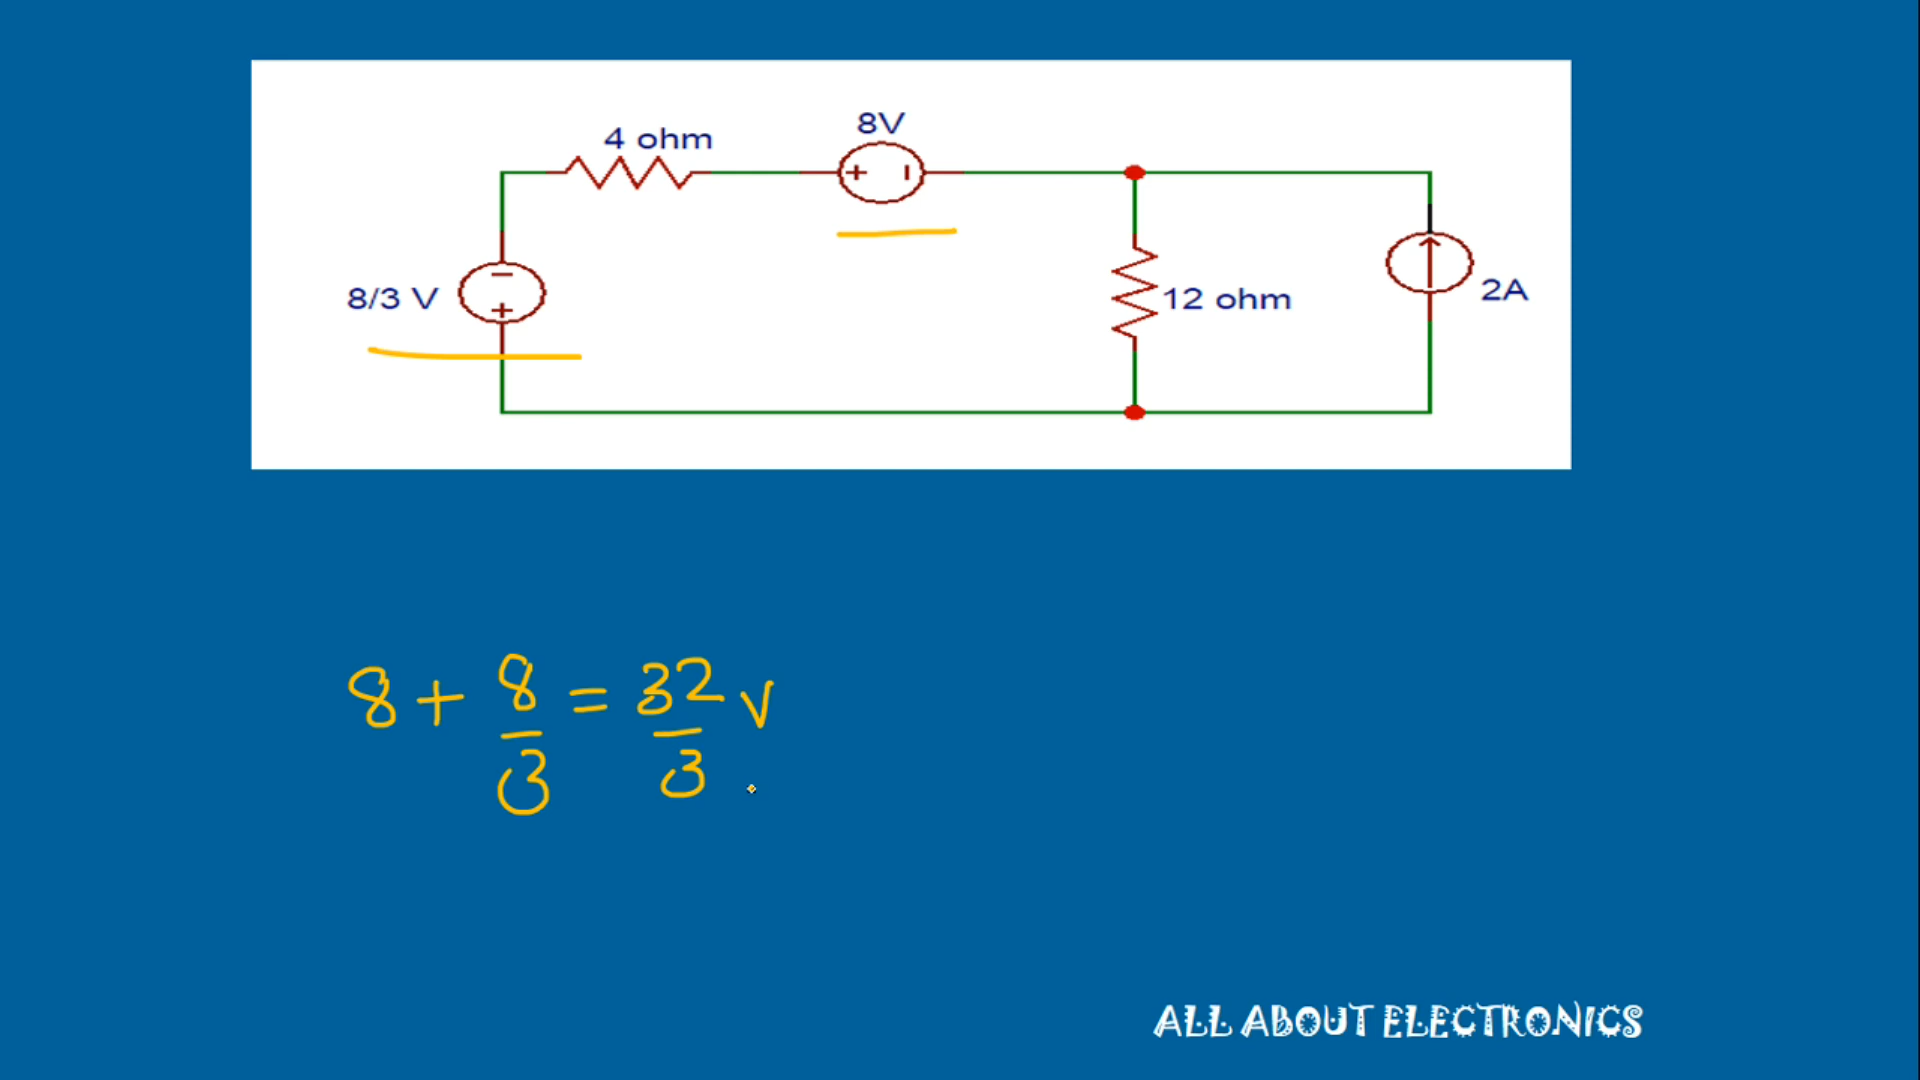 8V
4 ohm
8/3 V
12 ohm
2A
8 + 8/3 = 32/3 V
ALL ABOUT ELECTRONICS